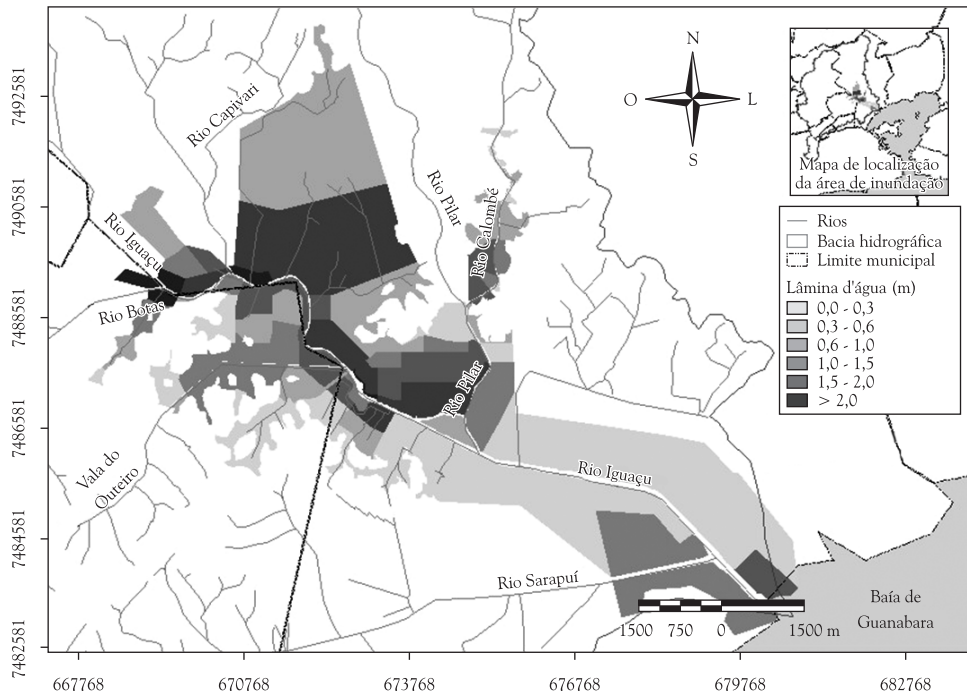 7492581
7490581
7488581
7486581
7484581
7482581
N
O
L
S
Mapa de localização
da área de inundação
Rios
Bacia hidrográfica
Limite municipal
Lâmina d'água (m)
0,0 - 0,3
0,3 - 0,6
0,6 - 1,0
1,0 - 1,5
1,5 - 2,0
> 2,0
Rio Capivari
Rio Pilar
Rio Calombé
Rio Iguaçu
Rio Botas
Rio Pilar
Vala do
Outeiro
Rio Iguaçu
Rio Sarapuí
Baía de
Guanabara
1500 750 0 1500 m
667768 670768 673768 676768 679768 682768